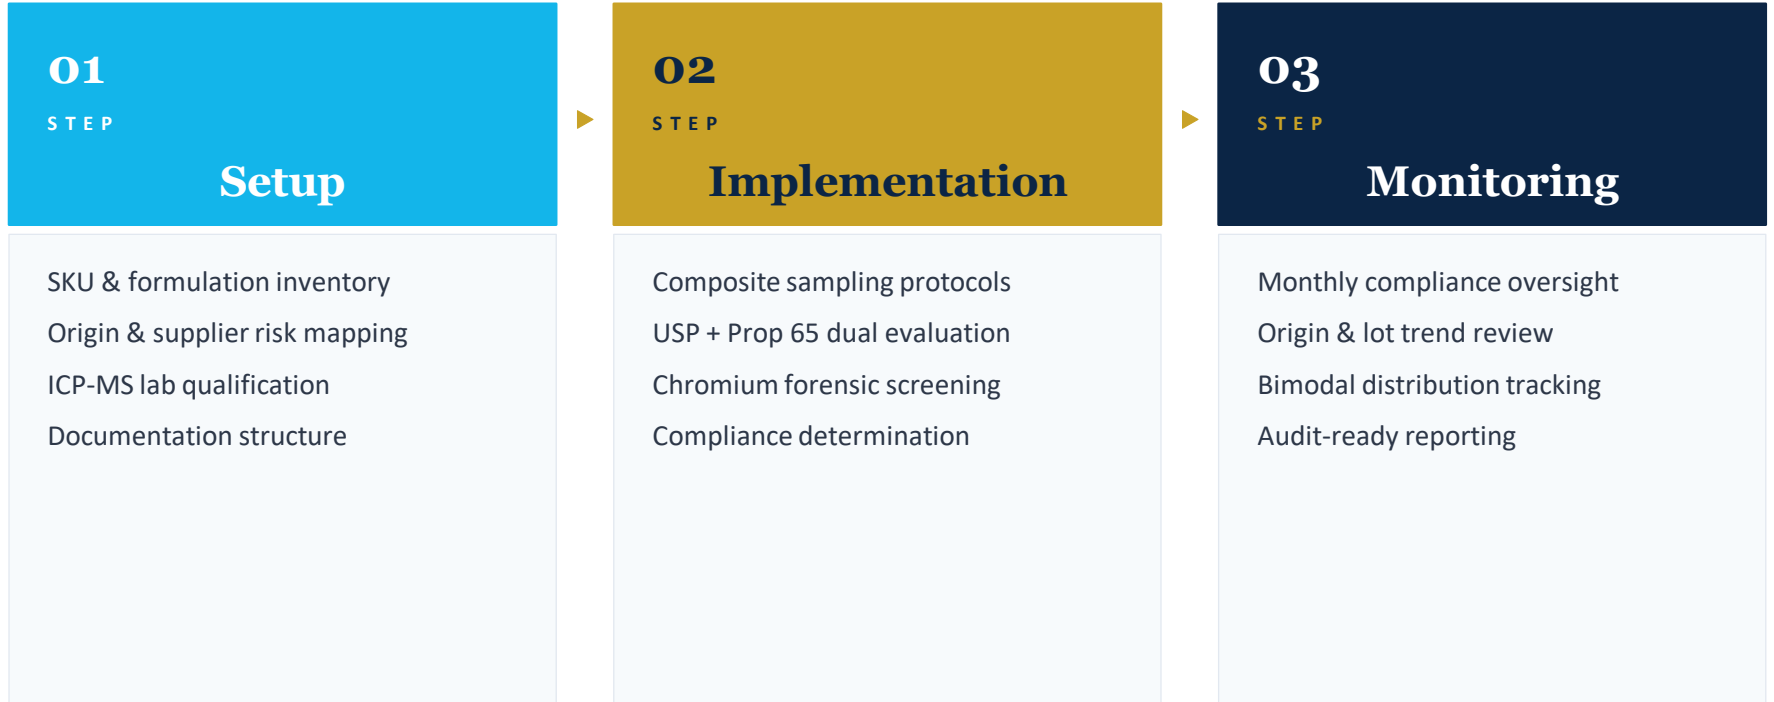 01
STEP
Setup
SKU & formulation inventory
Origin & supplier risk mapping
ICP-MS lab qualification
Documentation structure
02
STEP
Implementation
Composite sampling protocols
USP + Prop 65 dual evaluation
Chromium forensic screening
Compliance determination
03
STEP
Monitoring
Monthly compliance oversight
Origin & lot trend review
Bimodal distribution tracking
Audit-ready reporting